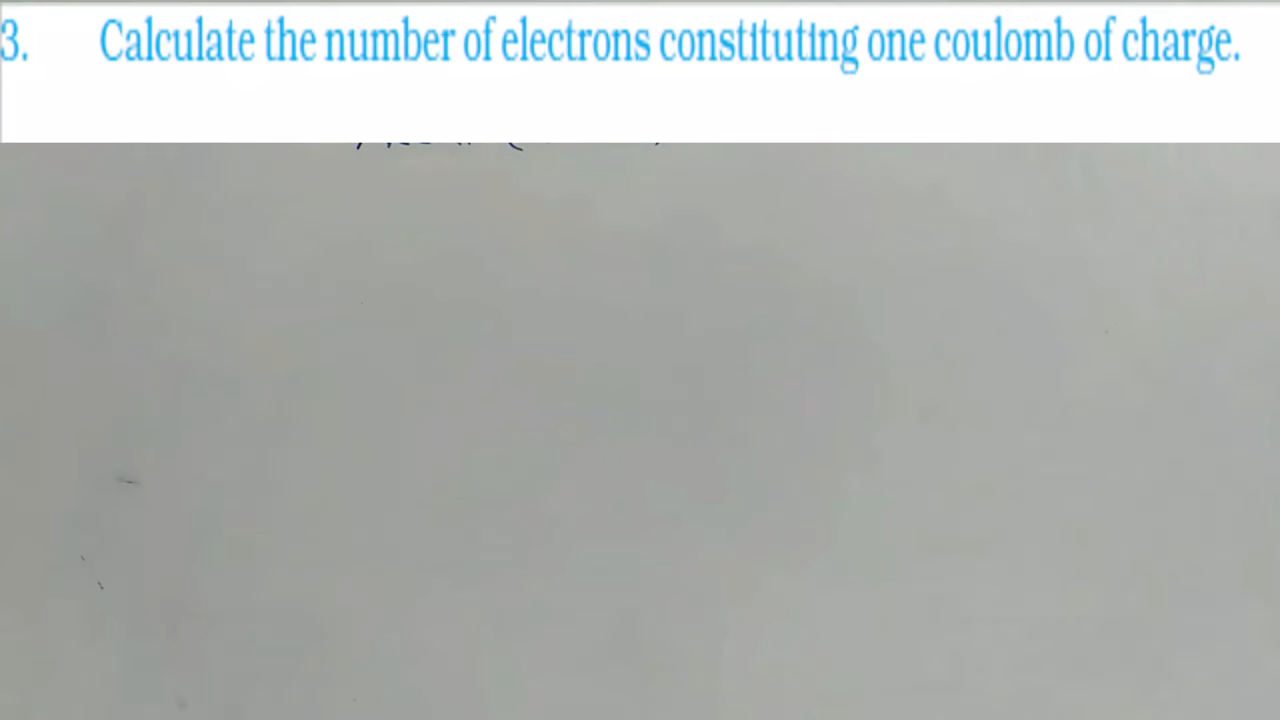 3. Calculate the number of electrons constituting one coulomb of charge.